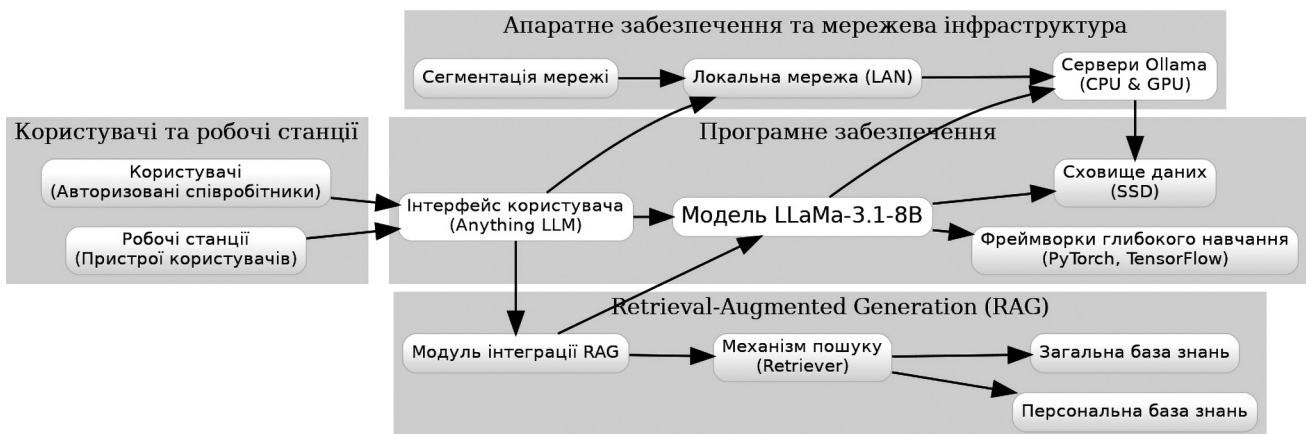 Апаратне забезпечення та мережева інфраструктура
Сегментація мережі
Локальна мережа (LAN)
Сервери Ollama
(CPU & GPU)
Користувачі та робочі станції
Користувачі
(Авторизовані співробітники)
Робочі станції
(Пристрої користувачів)
Програмне забезпечення
Інтерфейс користувача
(Anything LLM)
Модель LLaMa-3.1-8B
Сховище даних
(SSD)
Фреймворки глибокого навчання
(PyTorch, TensorFlow)
Retrieval-Augmented Generation (RAG)
Модуль інтеграції RAG
Механізм пошуку
(Retriever)
Загальна база знань
Персональна база знань